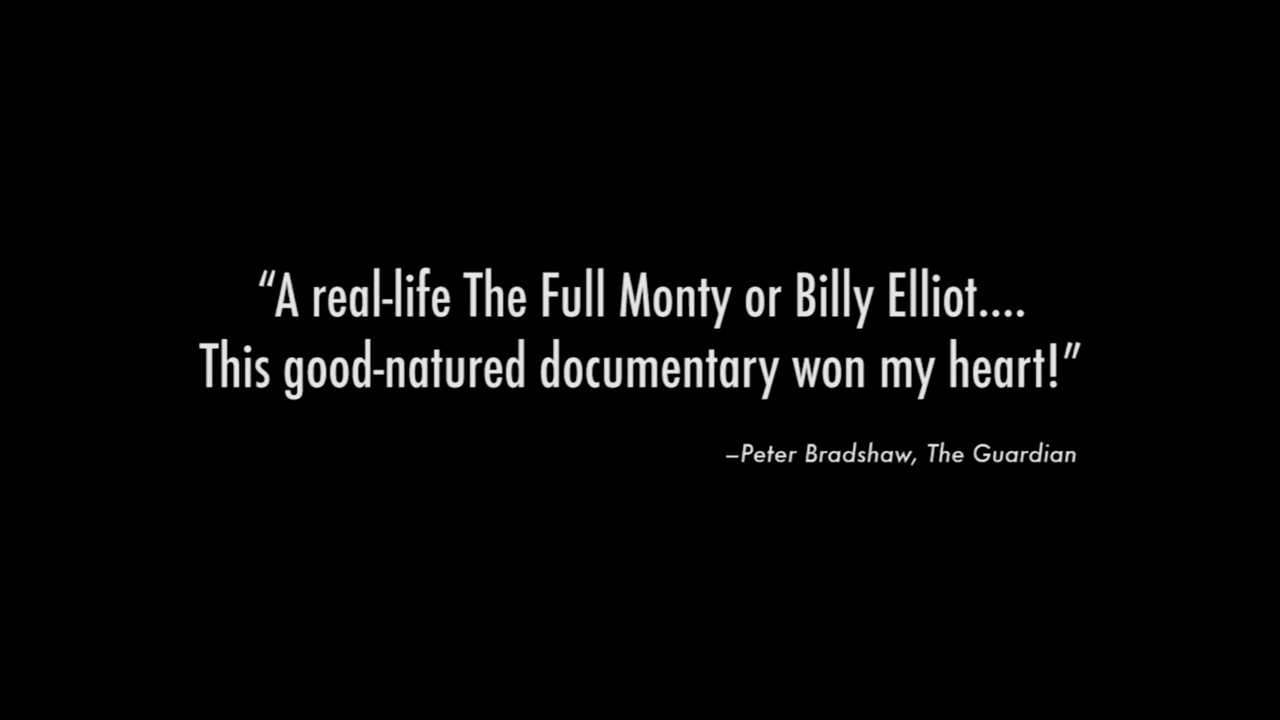 “A real-life The Full Monty or Billy Elliot....
This good-natured documentary won my heart!”
–Peter Bradshaw, The Guardian